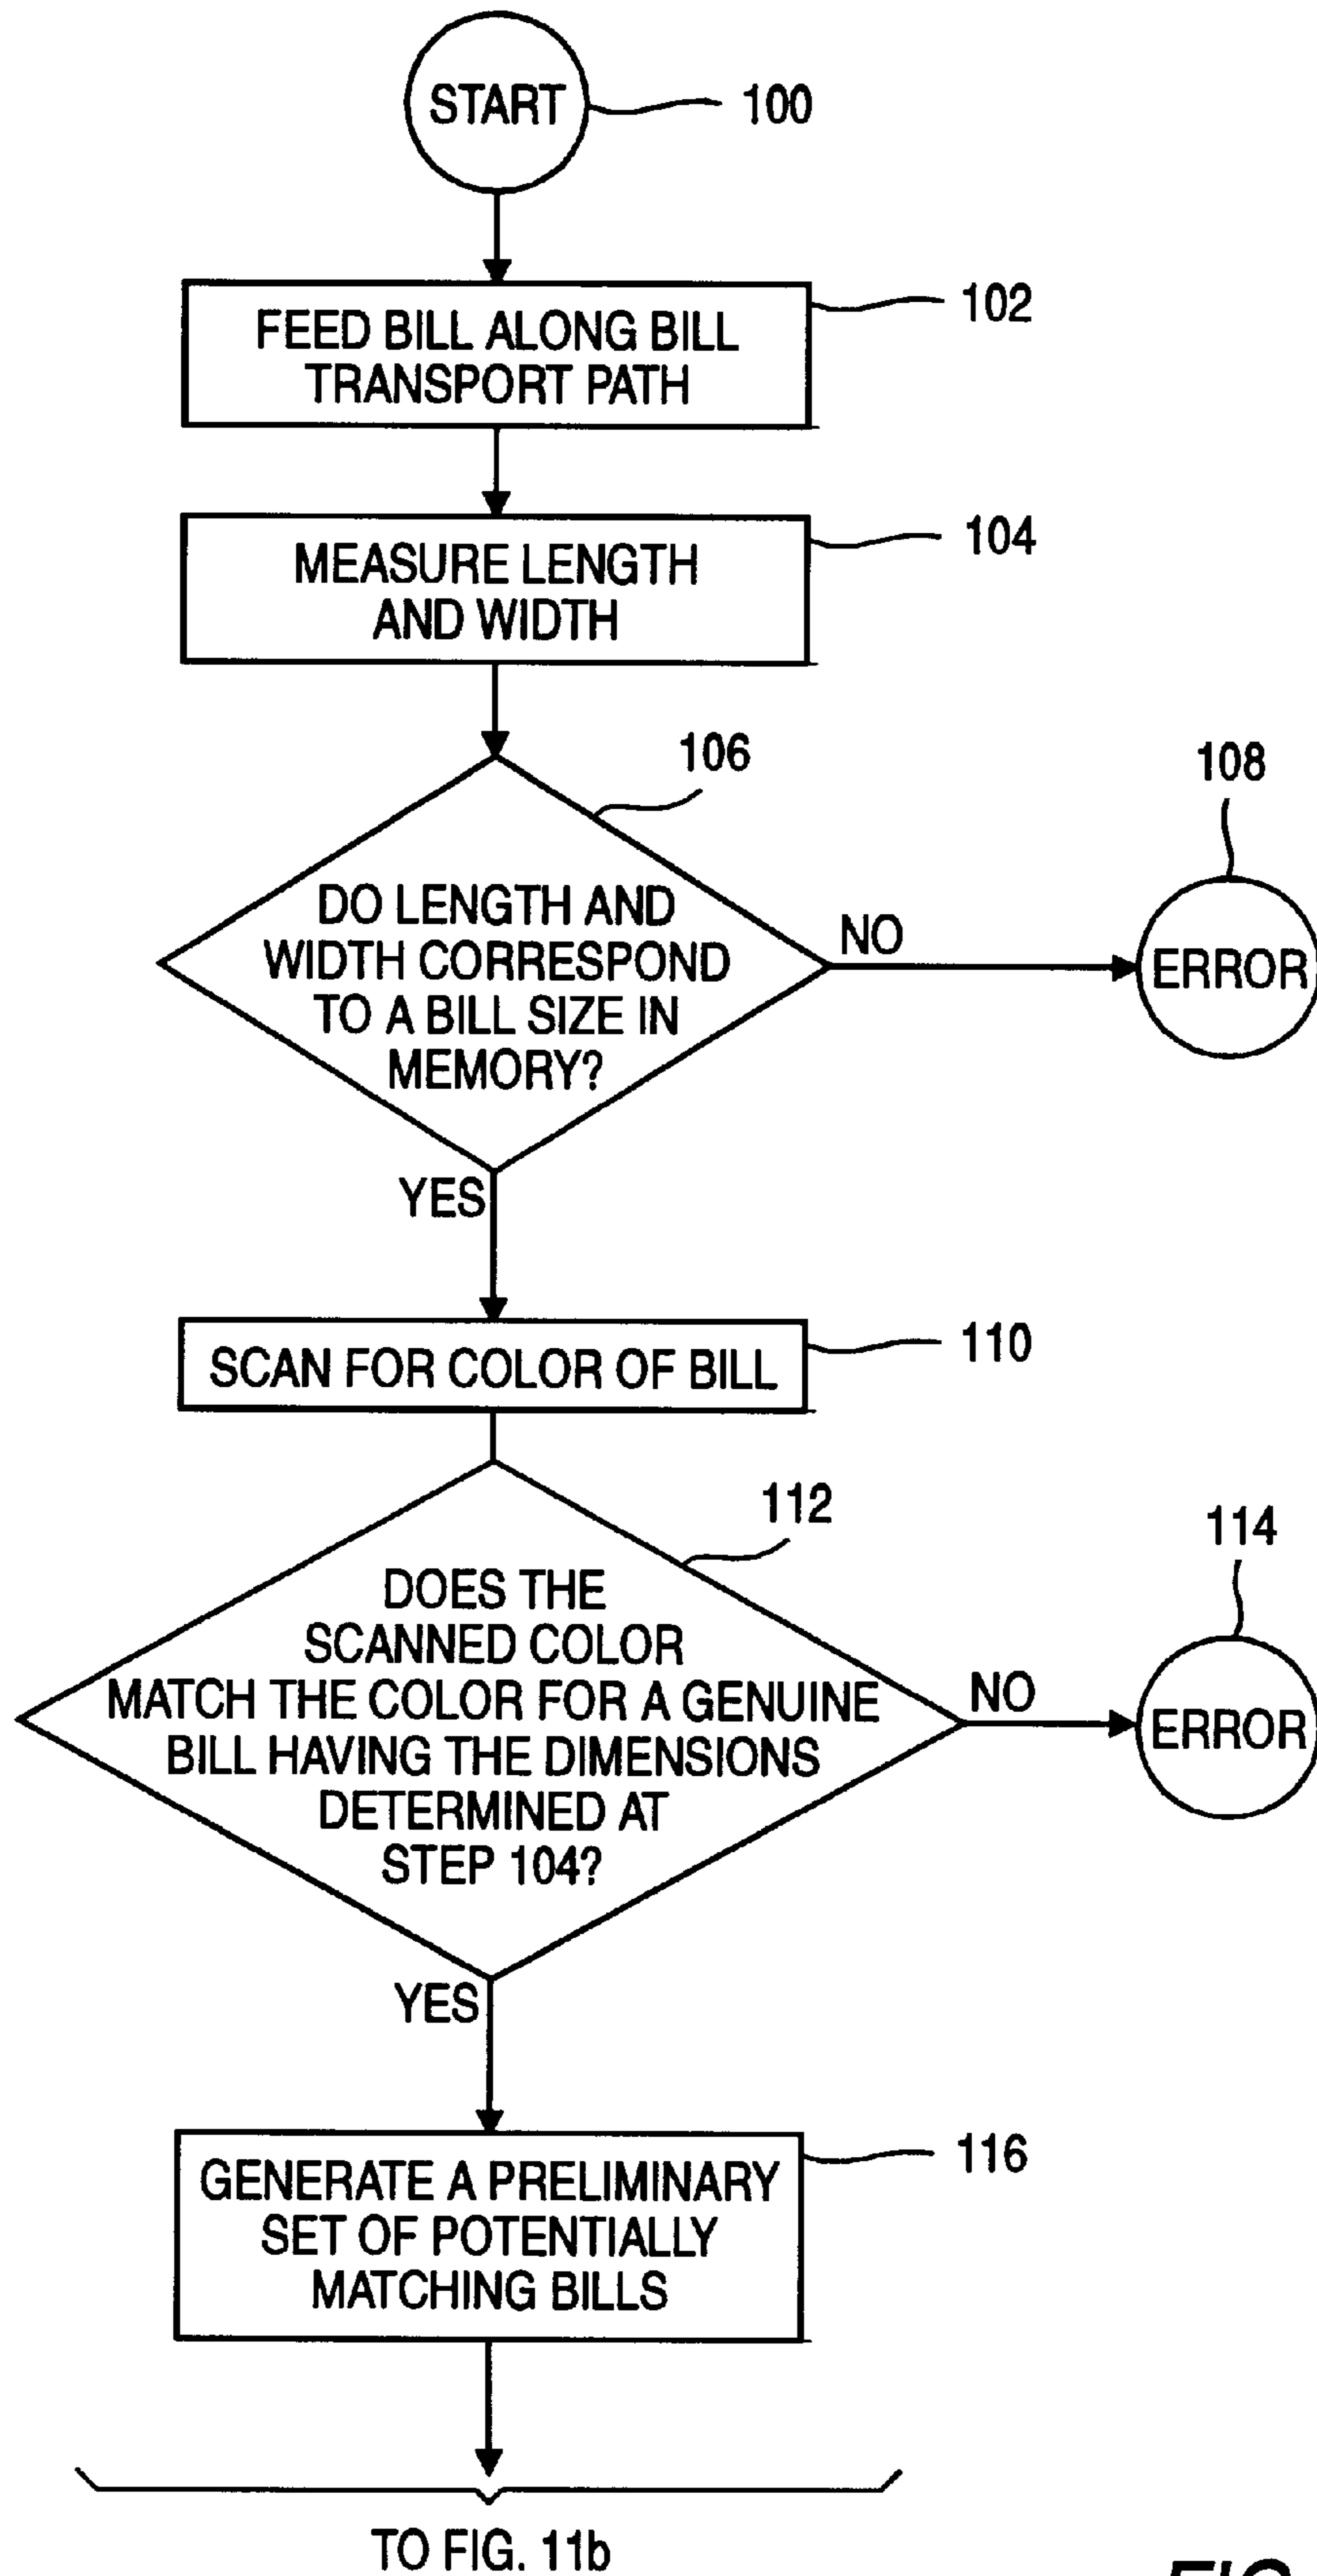 START
100
FEED BILL ALONG BILL
TRANSPORT PATH
102
MEASURE LENGTH
AND WIDTH
104
106
DO LENGTH AND
WIDTH CORRESPOND
TO A BILL SIZE IN
MEMORY?
NO
108
ERROR
YES
SCAN FOR COLOR OF BILL
110
112
DOES THE
SCANNED COLOR
MATCH THE COLOR FOR A GENUINE
BILL HAVING THE DIMENSIONS
DETERMINED AT
STEP 104?
NO
114
ERROR
YES
GENERATE A PRELIMINARY
SET OF POTENTIALLY
MATCHING BILLS
116
TO FIG. 11b